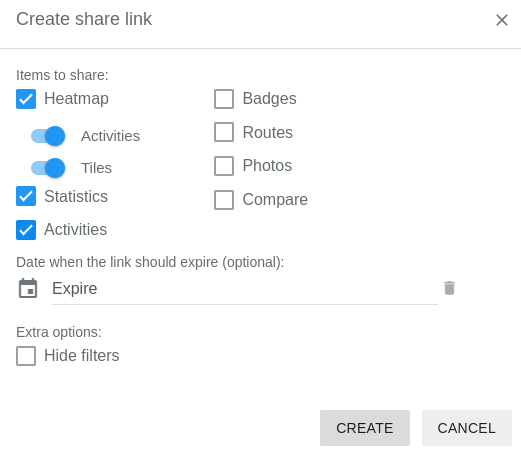 Create share link
Items to share:
Heatmap
Activities
Tiles
Statistics
Activities
Badges
Routes
Photos
Compare
Date when the link should expire (optional):
Expire
Extra options:
Hide filters
CREATE
CANCEL